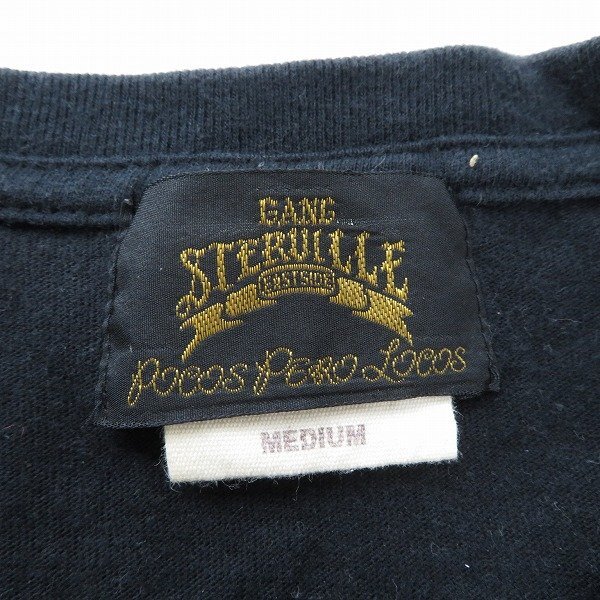 GANG
STERVILLE
EASTSIDE
POCOS PERO LOCOS
MEDIUM